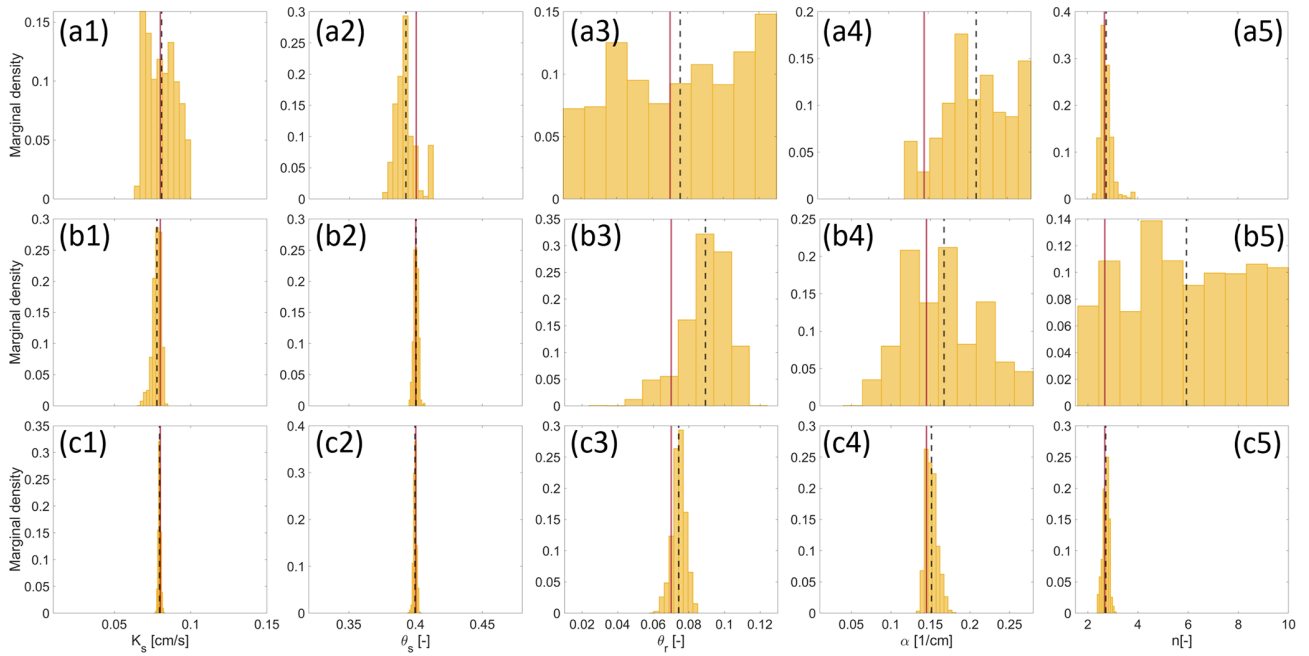 (a1) (a2) (a3) (a4) (a5)
Marginal density
0.15 0.1 0.05 0
0.3 0.25 0.2 0.15 0.1 0.05 0
0.15 0.1 0.05 0
0.2 0.15 0.1 0.05 0
0.4 0.3 0.2 0.1 0
(b1) (b2) (b3) (b4) (b5)
Marginal density
0.3 0.25 0.2 0.15 0.1 0.05 0
0.3 0.25 0.2 0.15 0.1 0.05 0
0.35 0.3 0.25 0.2 0.15 0.1 0.05 0
0.25 0.2 0.15 0.1 0.05 0
0.14 0.12 0.1 0.08 0.06 0.04 0.02 0
(c1) (c2) (c3) (c4) (c5)
Marginal density
0.35 0.3 0.25 0.2 0.15 0.1 0.05 0
0.4 0.3 0.2 0.1 0
0.3 0.25 0.2 0.15 0.1 0.05 0
0.3 0.25 0.2 0.15 0.1 0.05 0
0.3 0.25 0.2 0.15 0.1 0.05 0
0.05 0.1 0.15
K_s [cm/s]
0.35 0.4 0.45
θ_s [-]
0.02 0.04 0.06 0.08 0.1 0.12
θ_r [-]
0.05 0.1 0.15 0.2 0.25
α [1/cm]
2 4 6 8 10
n[-]